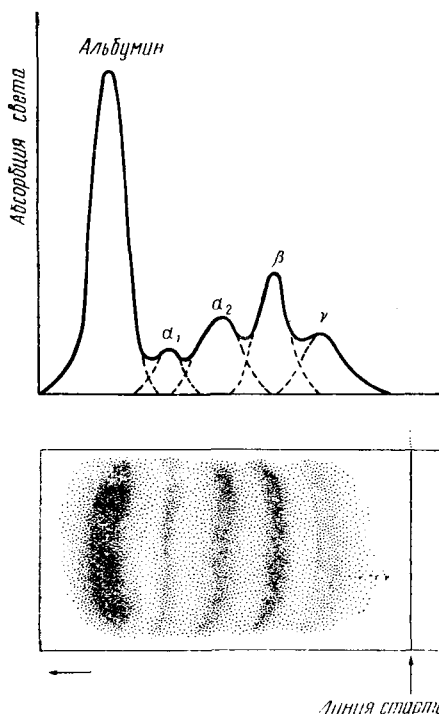 Альбумин
Абсорбция света
α₁
α₂
β
γ
Линия старта